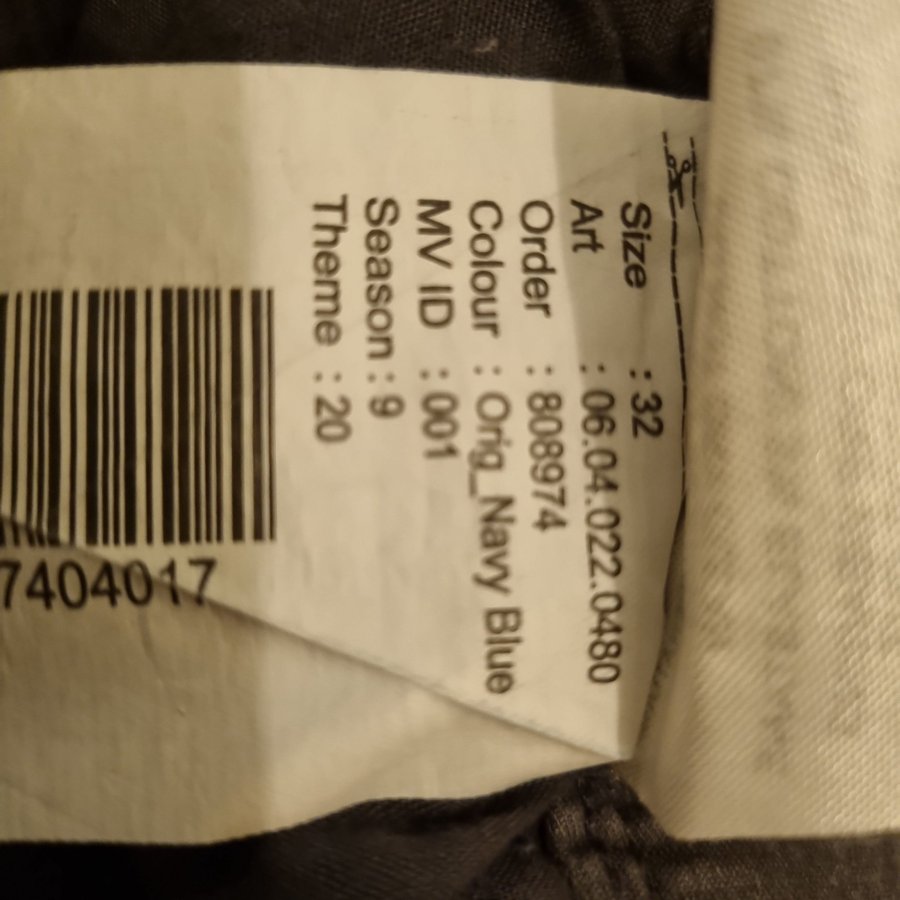 Size : 32
Art : 06.04.022.0480
Order : 808974
Colour : Orig_Navy Blue
MV ID : 001
Season : 9
Theme : 20
7404017